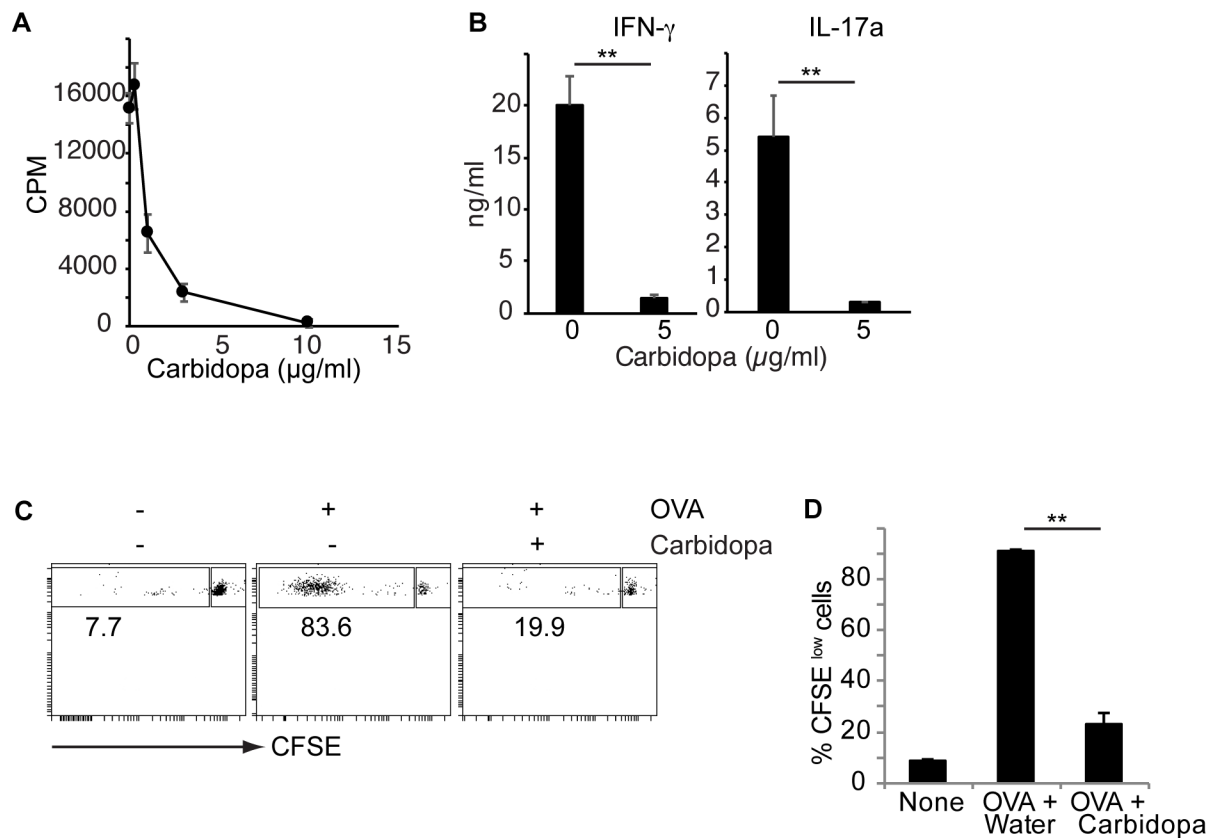 A
CPM
16000
12000
8000
4000
0
0 5 10 15
Carbidopa (µg/ml)
B
IFN-γ IL-17a
** **
ng/ml
20
15
10
5
0
7
6
5
4
3
2
1
0
0 5 0 5
Carbidopa (µg/ml)
C
- + + OVA
- - + Carbidopa
7.7 83.6 19.9
CFSE
D
**
% CFSE low cells
80
60
40
20
0
None OVA + OVA +
Water Carbidopa